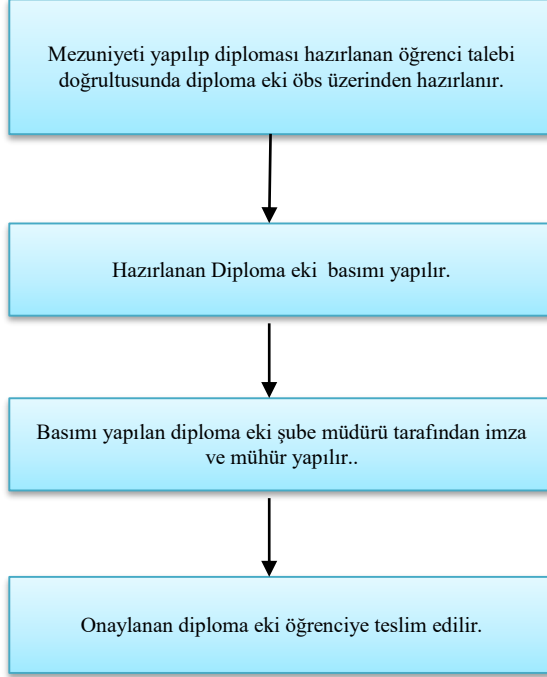 Mezuniyeti yapılıp diploması hazırlanan öğrenci talebi
doğrultusunda diploma eki öbs üzerinden hazırlanır.
Hazırlanan Diploma eki basımı yapılır.
Basımı yapılan diploma eki şube müdürü tarafından imza
ve mühür yapılır..
Onaylanan diploma eki öğrenciye teslim edilir.